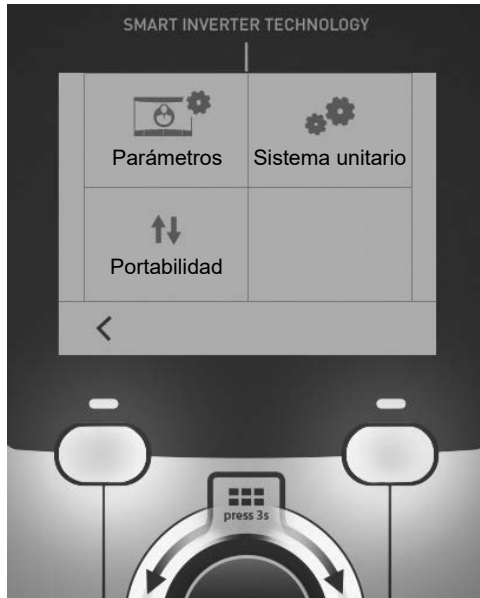 SMART INVERTER TECHNOLOGY
Parámetros
Sistema unitario
Portabilidad
press 3s